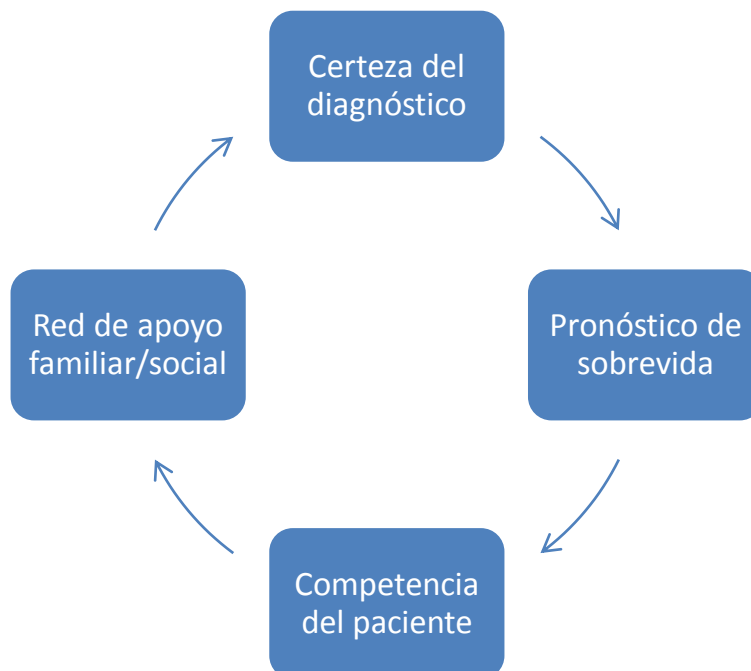 Certeza del
diagnóstico
Pronóstico de
sobrevida
Competencia
del paciente
Red de apoyo
familiar/social